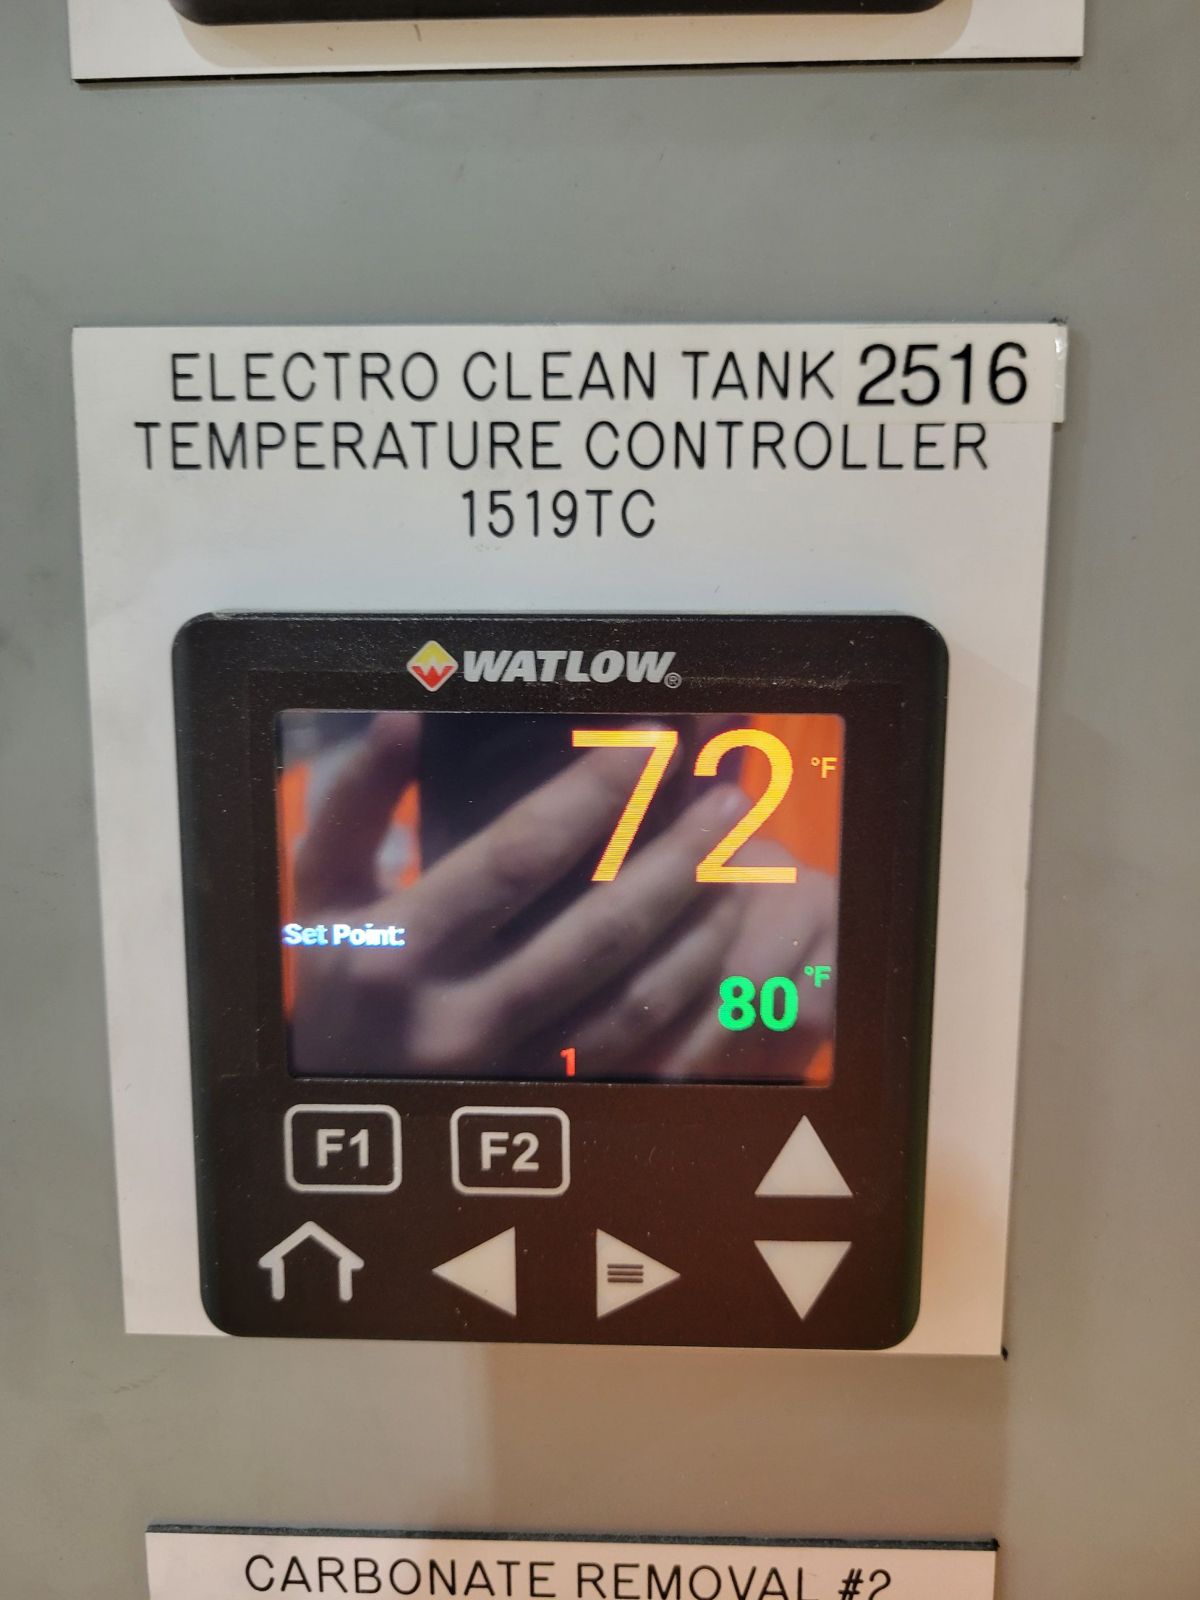 ELECTRO CLEAN TANK 2516
TEMPERATURE CONTROLLER
1519TC
WATLOW®
72 °F
Set Point:
80 °F
1
F1 F2
CARBONATE REMOVAL #2